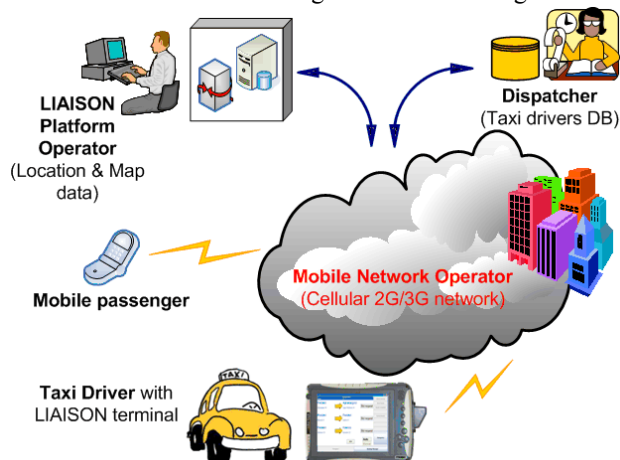 LIAISON
Platform
Operator
(Location & Map
data)
Dispatcher
(Taxi drivers DB)
Mobile Network Operator
(Cellular 2G/3G network)
Mobile passenger
Taxi Driver with
LIAISON terminal
TAXI